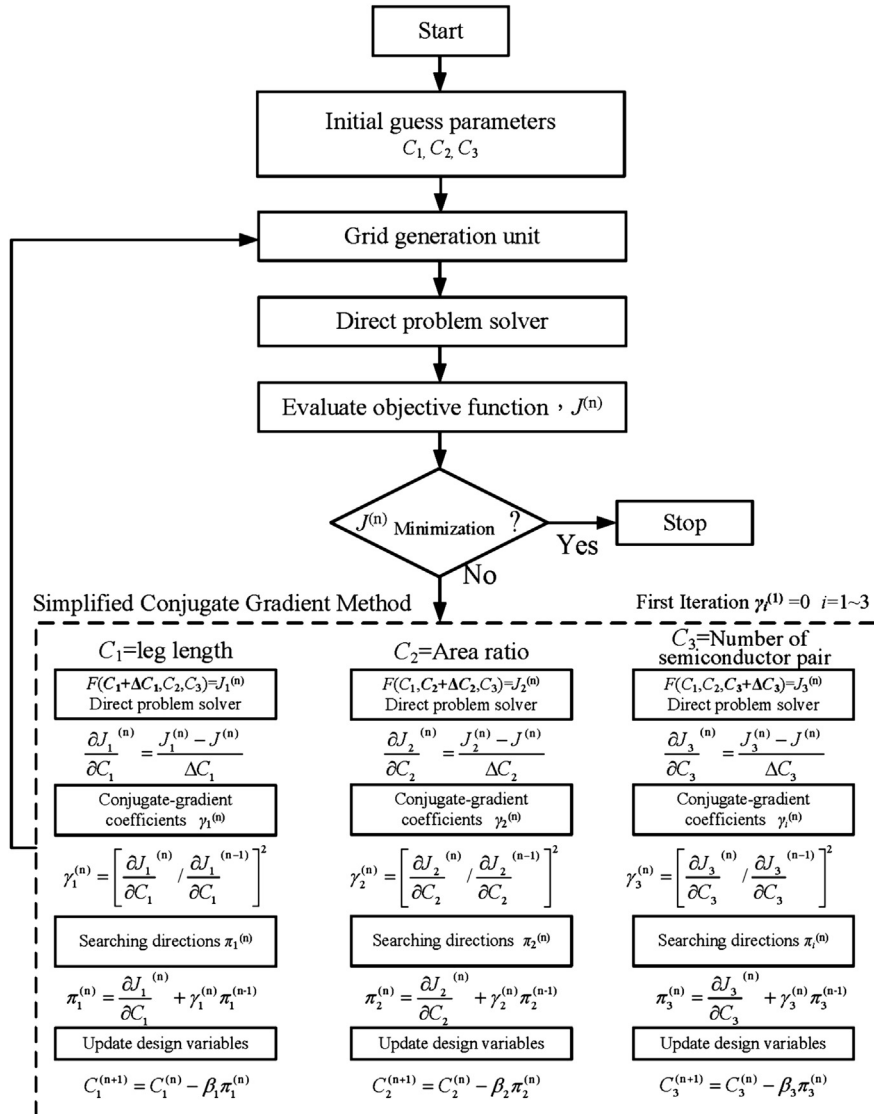 Start
Initial guess parameters
C₁, C₂, C₃
Grid generation unit
Direct problem solver
Evaluate objective function，J⁽ⁿ⁾
J⁽ⁿ⁾ Minimization ?
Yes
Stop
No
Simplified Conjugate Gradient Method
First Iteration γᵢ⁽¹⁾ =0 i=1~3
C₁=leg length
F(C₁+ΔC₁,C₂,C₃)=J₁⁽ⁿ⁾
Direct problem solver
∂J₁/∂C₁⁽ⁿ⁾ = (J₁⁽ⁿ⁾ − J⁽ⁿ⁾)/ΔC₁
Conjugate-gradient
coefficients γ₁⁽ⁿ⁾
γ₁⁽ⁿ⁾ = [∂J₁/∂C₁⁽ⁿ⁾ / ∂J₁/∂C₁⁽ⁿ⁻¹⁾]²
Searching directions π₁⁽ⁿ⁾
π₁⁽ⁿ⁾ = ∂J₁/∂C₁⁽ⁿ⁾ + γ₁⁽ⁿ⁾π₁⁽ⁿ⁻¹⁾
Update design variables
C₁⁽ⁿ⁺¹⁾ = C₁⁽ⁿ⁾ − β₁π₁⁽ⁿ⁾
C₂=Area ratio
F(C₁,C₂+ΔC₂,C₃)=J₂⁽ⁿ⁾
Direct problem solver
∂J₂/∂C₂⁽ⁿ⁾ = (J₂⁽ⁿ⁾ − J⁽ⁿ⁾)/ΔC₂
Conjugate-gradient
coefficients γ₂⁽ⁿ⁾
γ₂⁽ⁿ⁾ = [∂J₂/∂C₂⁽ⁿ⁾ / ∂J₂/∂C₂⁽ⁿ⁻¹⁾]²
Searching directions π₂⁽ⁿ⁾
π₂⁽ⁿ⁾ = ∂J₂/∂C₂⁽ⁿ⁾ + γ₂⁽ⁿ⁾π₂⁽ⁿ⁻¹⁾
Update design variables
C₂⁽ⁿ⁺¹⁾ = C₂⁽ⁿ⁾ − β₂π₂⁽ⁿ⁾
C₃=Number of
semiconductor pair
F(C₁,C₂,C₃+ΔC₃)=J₃⁽ⁿ⁾
Direct problem solver
∂J₃/∂C₃⁽ⁿ⁾ = (J₃⁽ⁿ⁾ − J⁽ⁿ⁾)/ΔC₃
Conjugate-gradient
coefficients γᵢ⁽ⁿ⁾
γ₃⁽ⁿ⁾ = [∂J₃/∂C₃⁽ⁿ⁾ / ∂J₃/∂C₃⁽ⁿ⁻¹⁾]²
Searching directions πᵢ⁽ⁿ⁾
π₃⁽ⁿ⁾ = ∂J₃/∂C₃⁽ⁿ⁾ + γ₃⁽ⁿ⁾π₃⁽ⁿ⁻¹⁾
Update design variables
C₃⁽ⁿ⁺¹⁾ = C₃⁽ⁿ⁾ − β₃π₃⁽ⁿ⁾